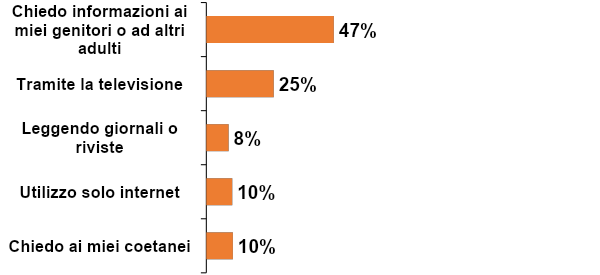 Chiedo informazioni ai
miei genitori o ad altri
adulti
47%
Tramite la televisione
25%
Leggendo giornali o
riviste
8%
Utilizzo solo internet
10%
Chiedo ai miei coetanei
10%